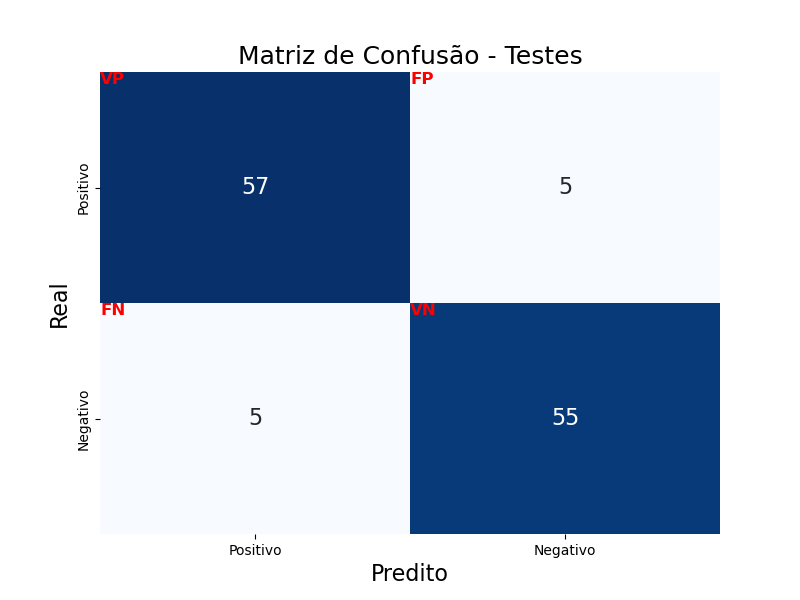 Matriz de Confusão - Testes
VP
FP
Positivo
57
5
Real
FN
VN
Negativo
5
55
Positivo
Negativo
Predito